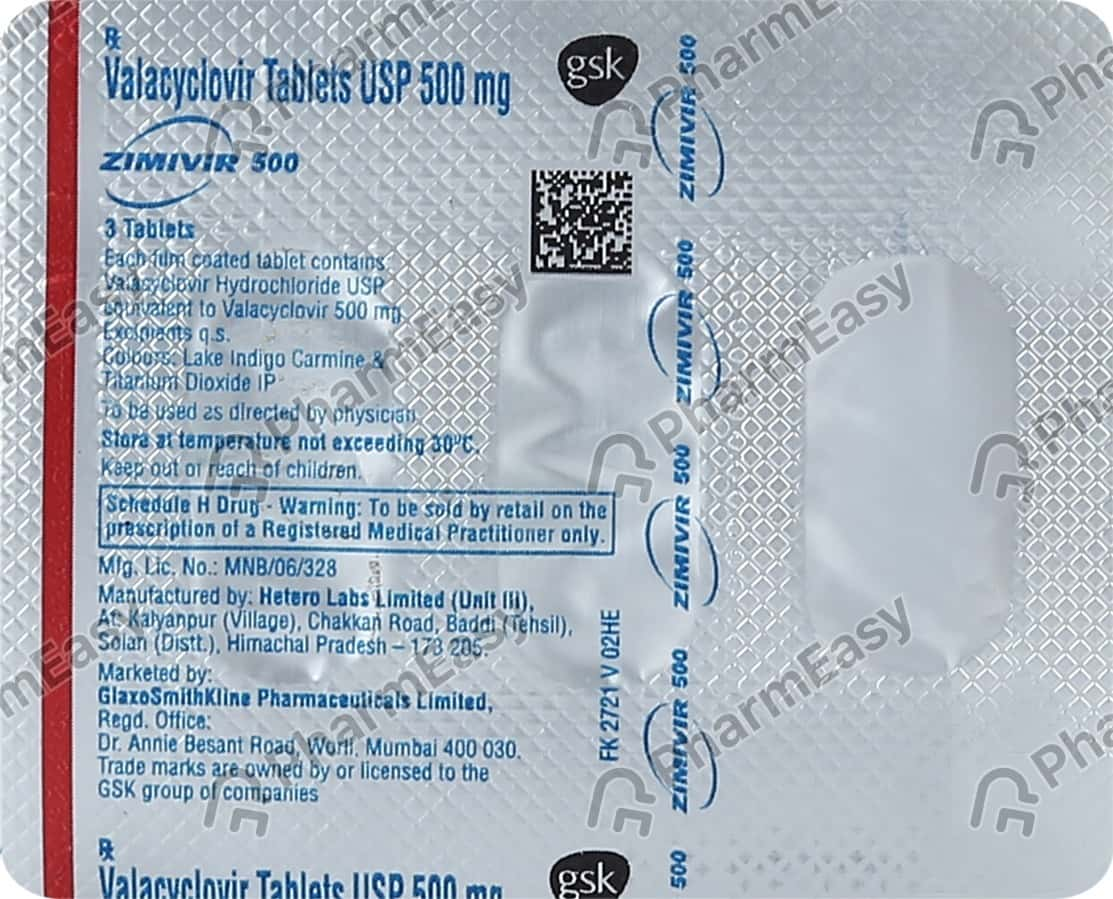 Rx
Valacyclovir Tablets USP 500 mg
gsk
ZIMIVIR 500
3 Tablets
Each film coated tablet contains:
Valacyclovir Hydrochloride USP
equivalent to Valacyclovir 500 mg
Excipients q.s.
Colours: Lake Indigo Carmine &
Titanium Dioxide IP
To be used as directed by physician.
Store at temperature not exceeding 30°C.
Keep out of reach of children.
Schedule H Drug - Warning: To be sold by retail on the
prescription of a Registered Medical Practitioner only.
Mfg. Lic. No.: MNB/06/328
Manufactured by: Hetero Labs Limited (Unit III),
At: Kalyanpur (Village), Chakkan Road, Baddi (Tehsil),
Solan (Distt.), Himachal Pradesh – 173 205.
Marketed by:
GlaxoSmithKline Pharmaceuticals Limited,
Regd. Office:
Dr. Annie Besant Road, Worli, Mumbai 400 030.
Trade marks are owned by or licensed to the
GSK group of companies
Rx
Valacyclovir Tablets USP 500 mg
gsk
FK 2721 V 02HE
ZIMIVIR 500
ZIMIVIR 500
ZIMIVIR 500
ZIMIVIR 500
500
PharmEasy
PharmEasy
PharmEasy
PharmEasy
PharmEasy
PharmEasy